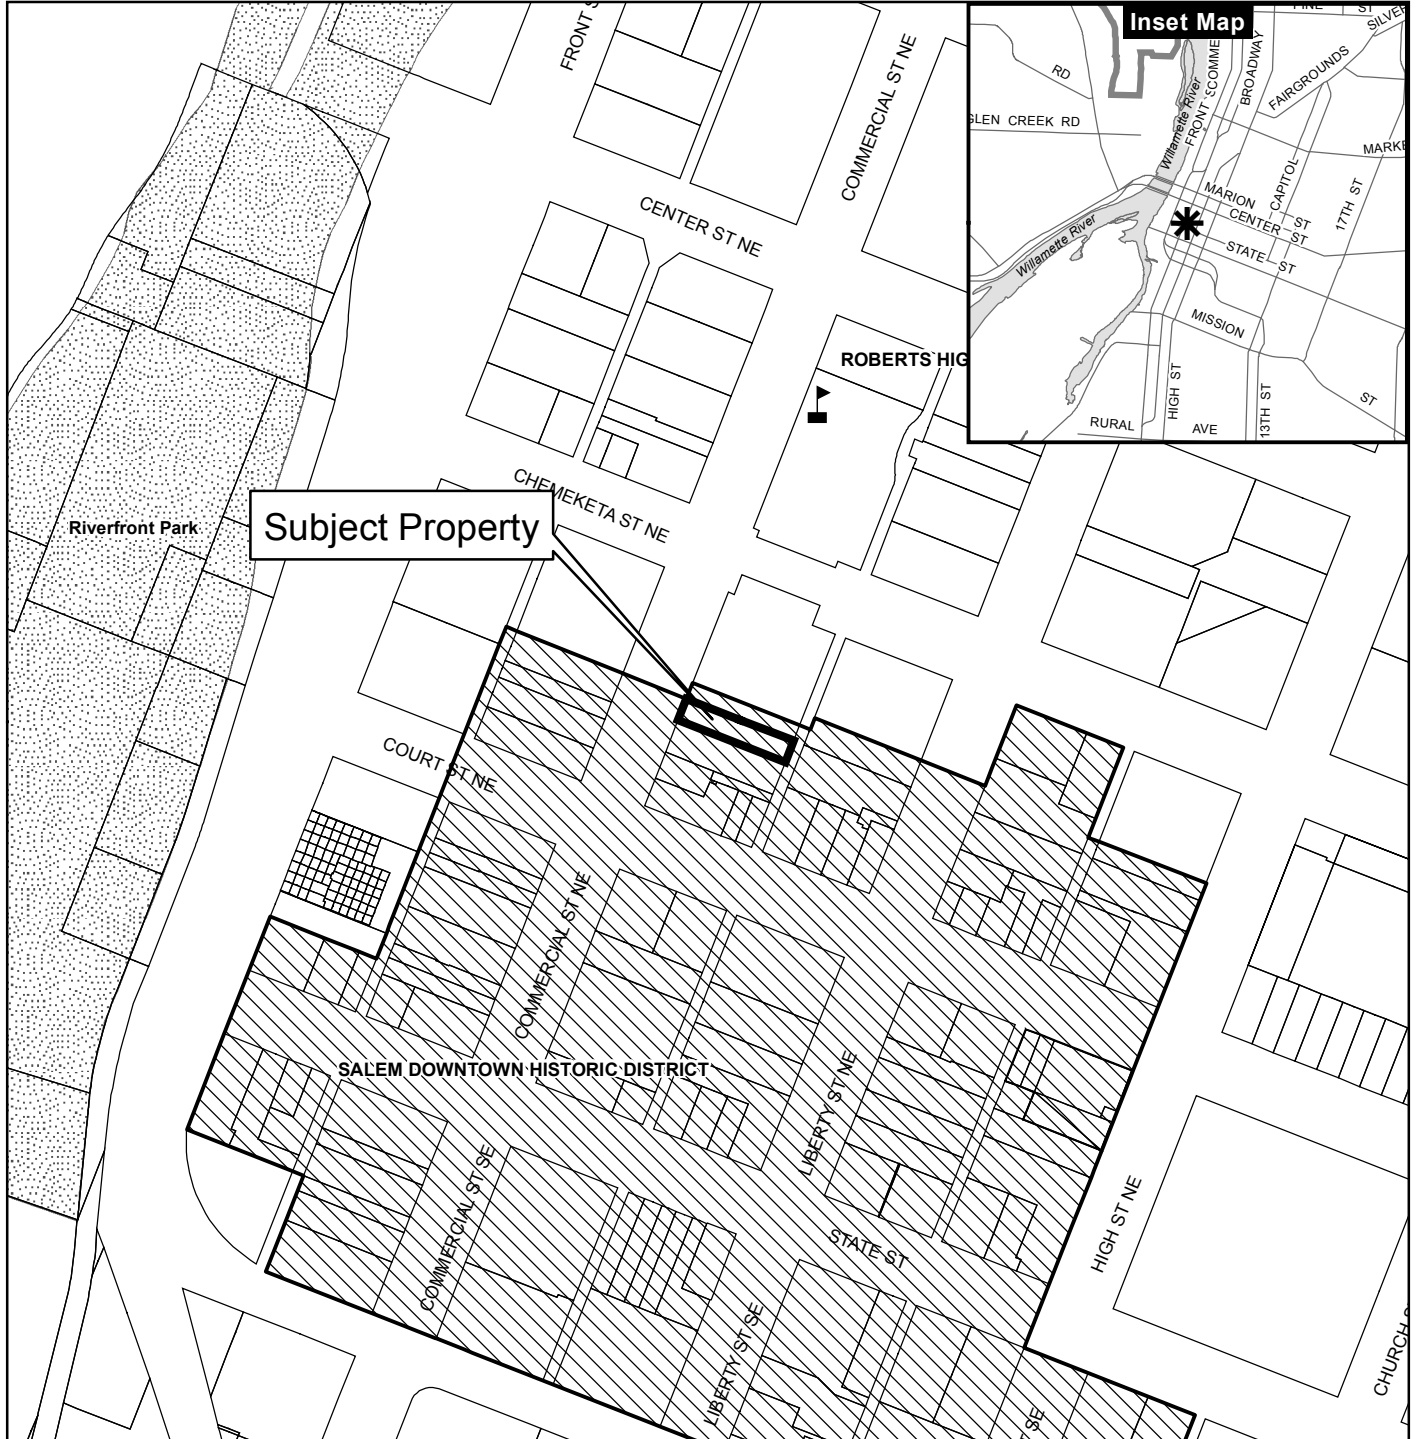 FRONT S
COMMERCIAL ST NE
CENTER ST NE
ROBERTS HIG
CHEMEKETA ST NE
Riverfront Park
Subject Property
COURT ST NE
COMMERCIAL ST NE
SALEM DOWNTOWN HISTORIC DISTRICT
LIBERTY ST NE
COMMERCIAL ST SE
STATE ST
HIGH ST NE
LIBERTY ST SE
SE
CHURCH S
Inset Map
ST
SILVE
RD
BROADWAY
FAIRGROUNDS
COMME
FRONT S
GLEN CREEK RD
Willamette River
MARKE
CAPITOL
17TH ST
MARION ST
CENTER ST
STATE ST
Willamette River
MISSION ST
HIGH ST
13TH ST
RURAL AVE